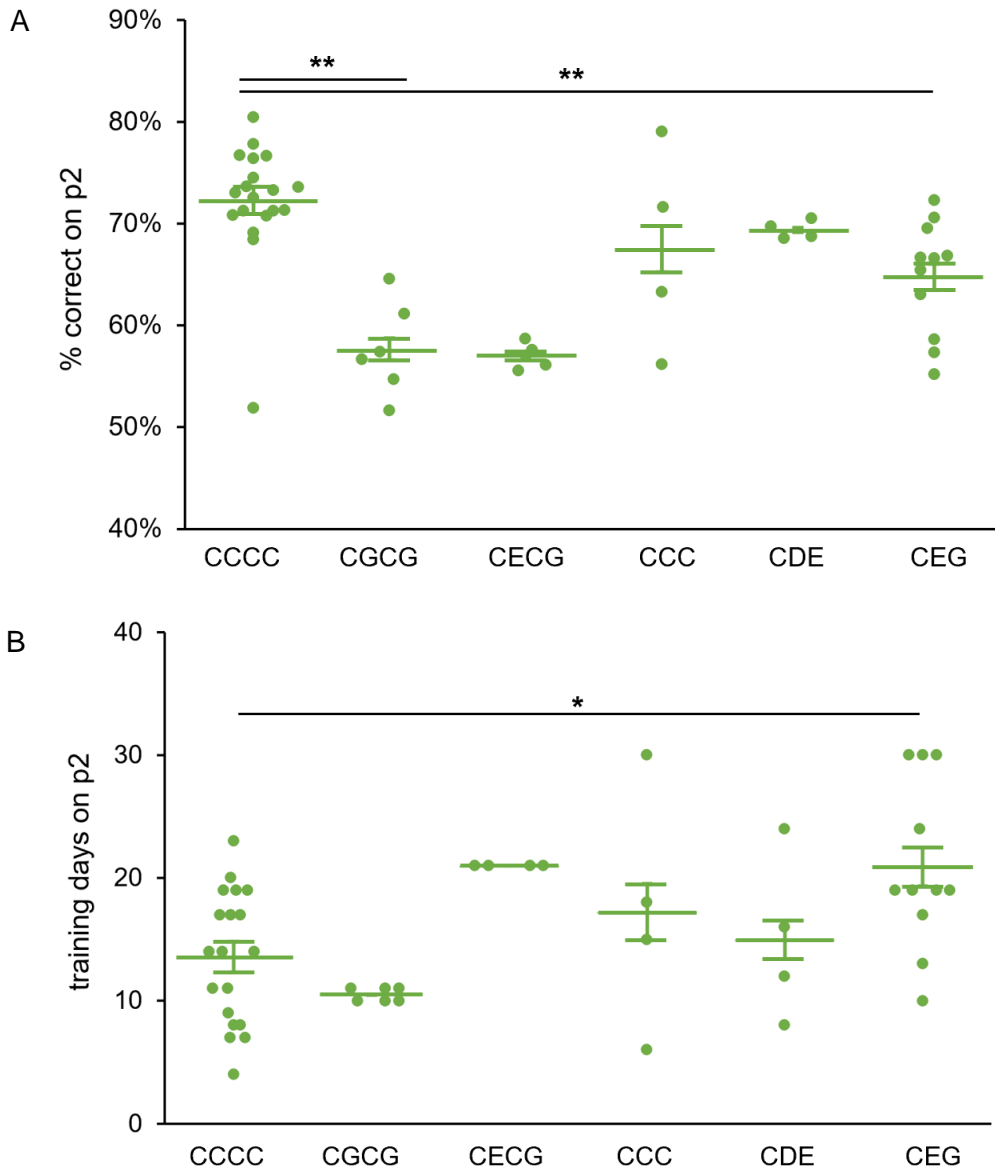 A
90%
**
**
80%
70%
% correct on p2
60%
50%
40%
CCCC CGCG CECG CCC CDE CEG
B
40
*
30
training days on p2
20
10
0
CCCC CGCG CECG CCC CDE CEG